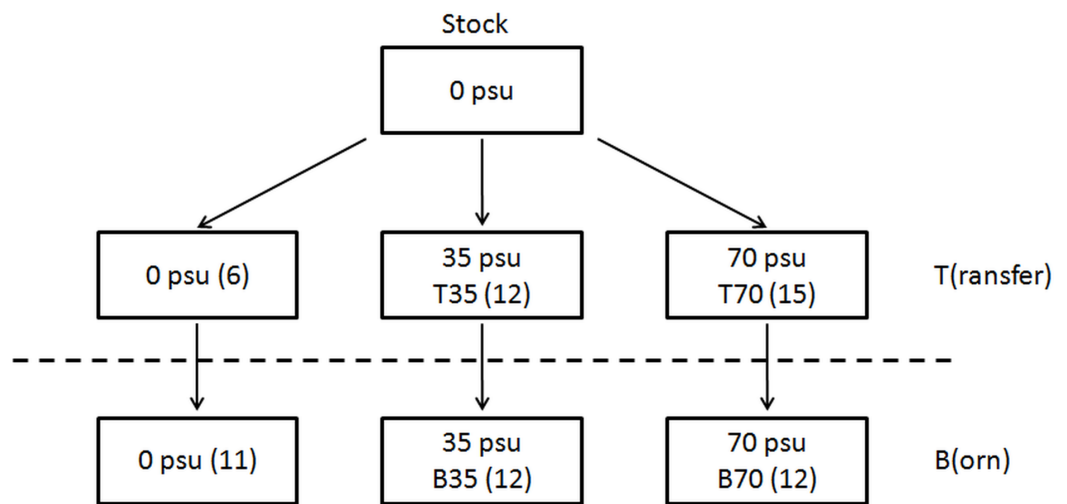 Stock
0 psu
0 psu (6)
35 psu
T35 (12)
70 psu
T70 (15)
T(ransfer)
0 psu (11)
35 psu
B35 (12)
70 psu
B70 (12)
B(orn)